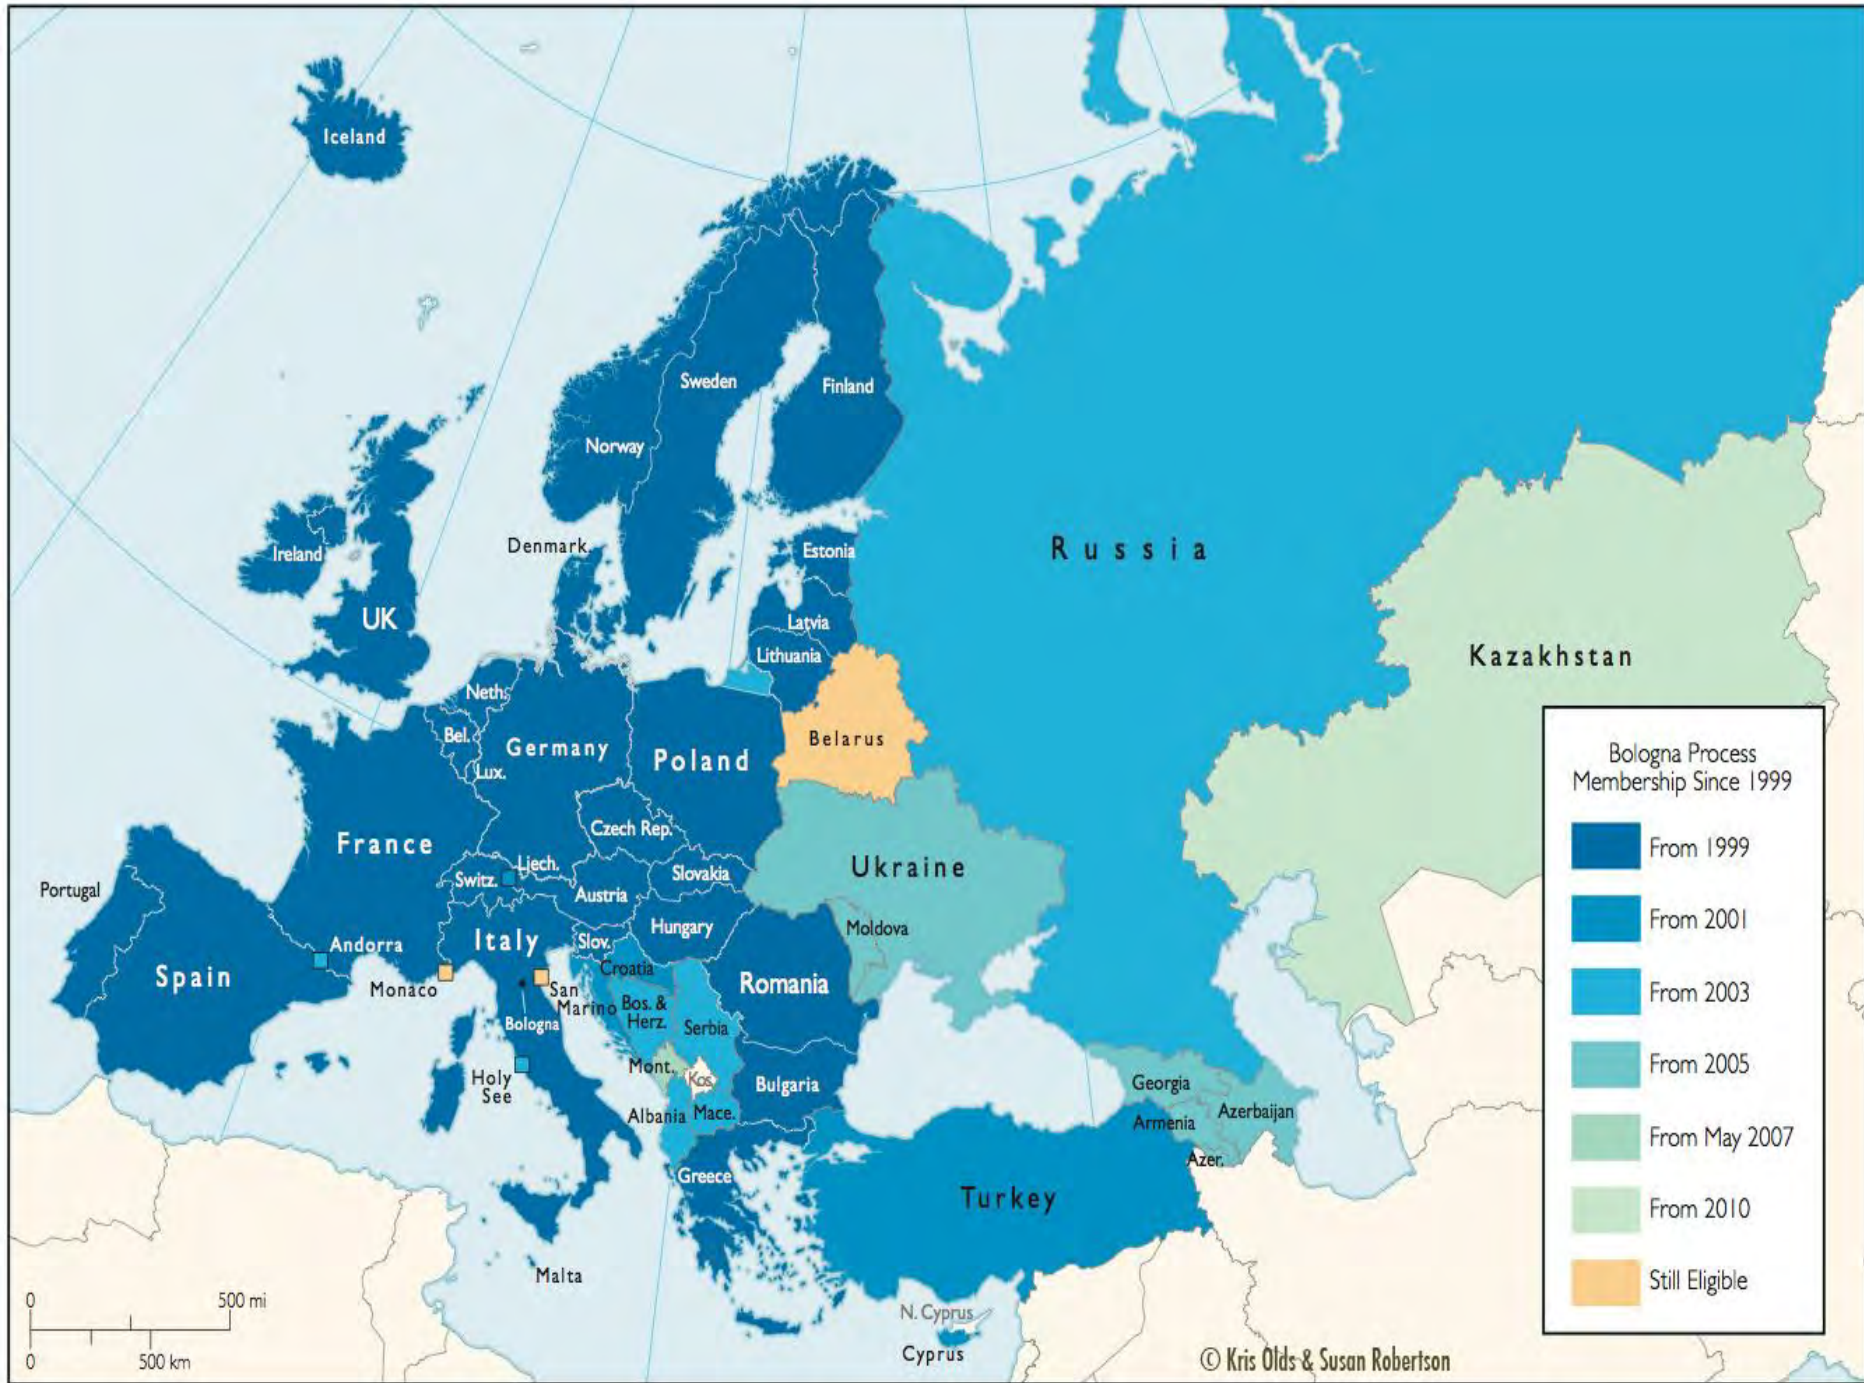 Iceland
Sweden
Finland
Norway
Russia
Denmark
Estonia
Ireland
UK
Latvia
Lithuania
Kazakhstan
Neth.
Bel.
Germany
Poland
Belarus
Lux.
Czech Rep.
France
Liech.
Switz.
Slovakia
Ukraine
Portugal
Austria
Hungary
Moldova
Andorra
Italy
Slov.
Croatia
Spain
Monaco
San
Marino
Bos. &
Herz.
Romania
Bologna
Serbia
Holy
See
Mont.
Kos.
Bulgaria
Georgia
Albania
Mace.
Armenia
Azerbaijan
Azer.
Greece
Turkey
Malta
N. Cyprus
Cyprus
0
500 mi
0
500 km
© Kris Olds & Susan Robertson
Bologna Process
Membership Since 1999
From 1999
From 2001
From 2003
From 2005
From May 2007
From 2010
Still Eligible